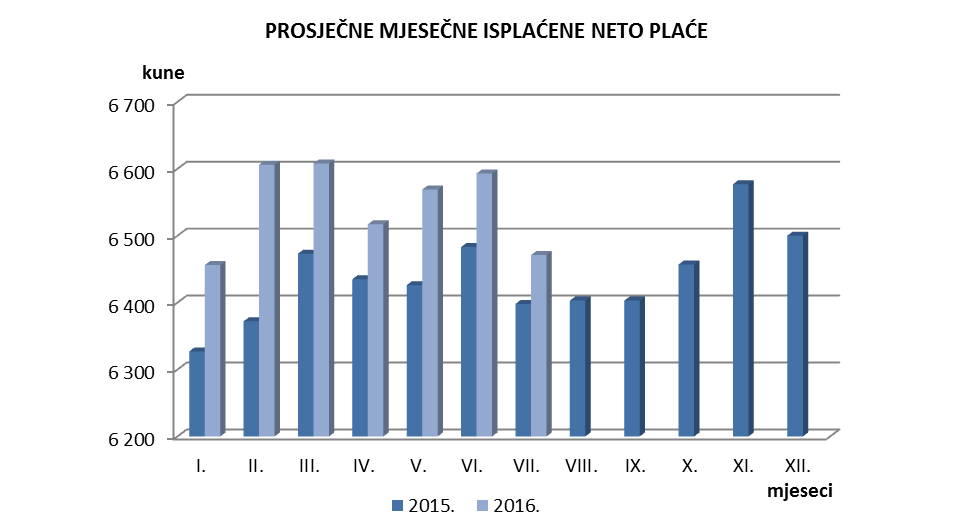 PROSJEČNE MJESEČNE ISPLAĆENE NETO PLAĆE
kune
6 700
6 600
6 500
6 400
6 300
6 200
I. II. III. IV. V. VI. VII. VIII. IX. X. XI. XII.
mjeseci
2015. 2016.